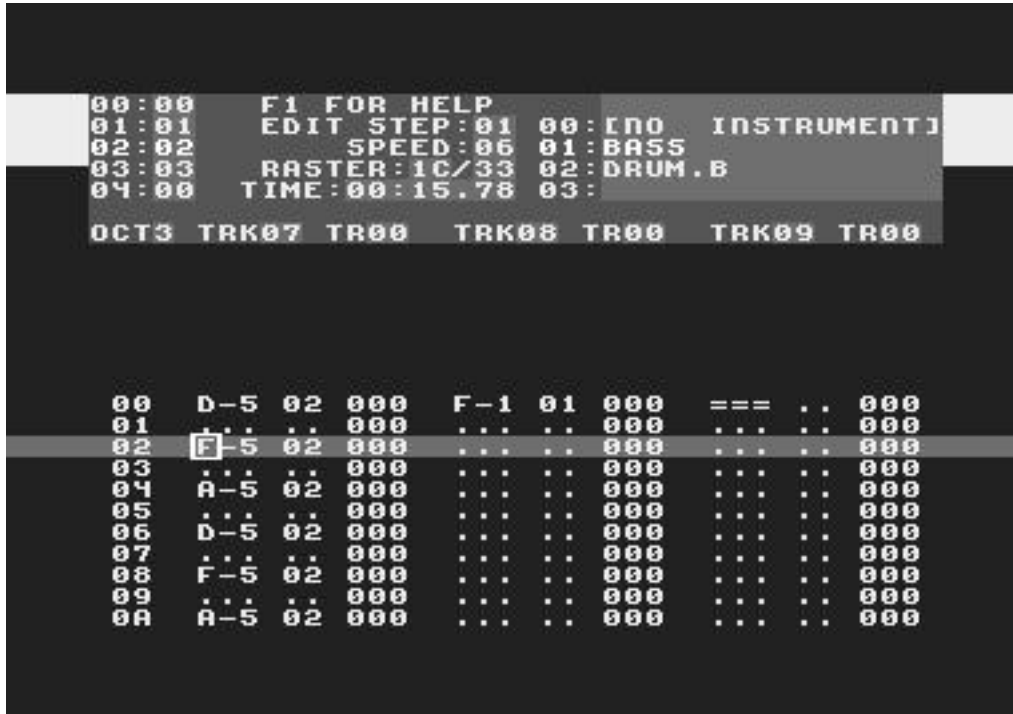 00:00 F1 FOR HELP
01:01 EDIT STEP:01 00:[NO INSTRUMENT]
02:02 SPEED:06 01:BASS
03:03 RASTER:1C/33 02:DRUM.B
04:00 TIME:00:15.78 03:
OCT3 TRK07 TR00 TRK08 TR00 TRK09 TR00
00 D-5 02 000 F-1 01 000 === .. 000
01 ... .. 000 ... .. 000 ... .. 000
02 F-5 02 000 ... .. 000 ... .. 000
03 ... .. 000 ... .. 000 ... .. 000
04 A-5 02 000 ... .. 000 ... .. 000
05 ... .. 000 ... .. 000 ... .. 000
06 D-5 02 000 ... .. 000 ... .. 000
07 ... .. 000 ... .. 000 ... .. 000
08 F-5 02 000 ... .. 000 ... .. 000
09 ... .. 000 ... .. 000 ... .. 000
0A A-5 02 000 ... .. 000 ... .. 000